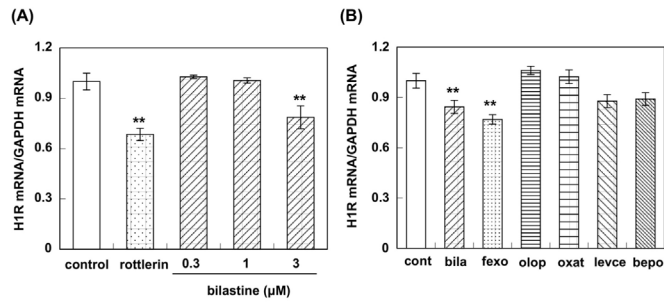 (A)
H1R mRNA/GAPDH mRNA
1.2
0.9
0.6
0.3
0
**
**
control rottlerin 0.3 1 3
bilastine (μM)
(B)
H1R mRNA/GAPDH mRNA
1.2
0.9
0.6
0.3
0
**
**
cont bila fexo olop oxat levce bepo